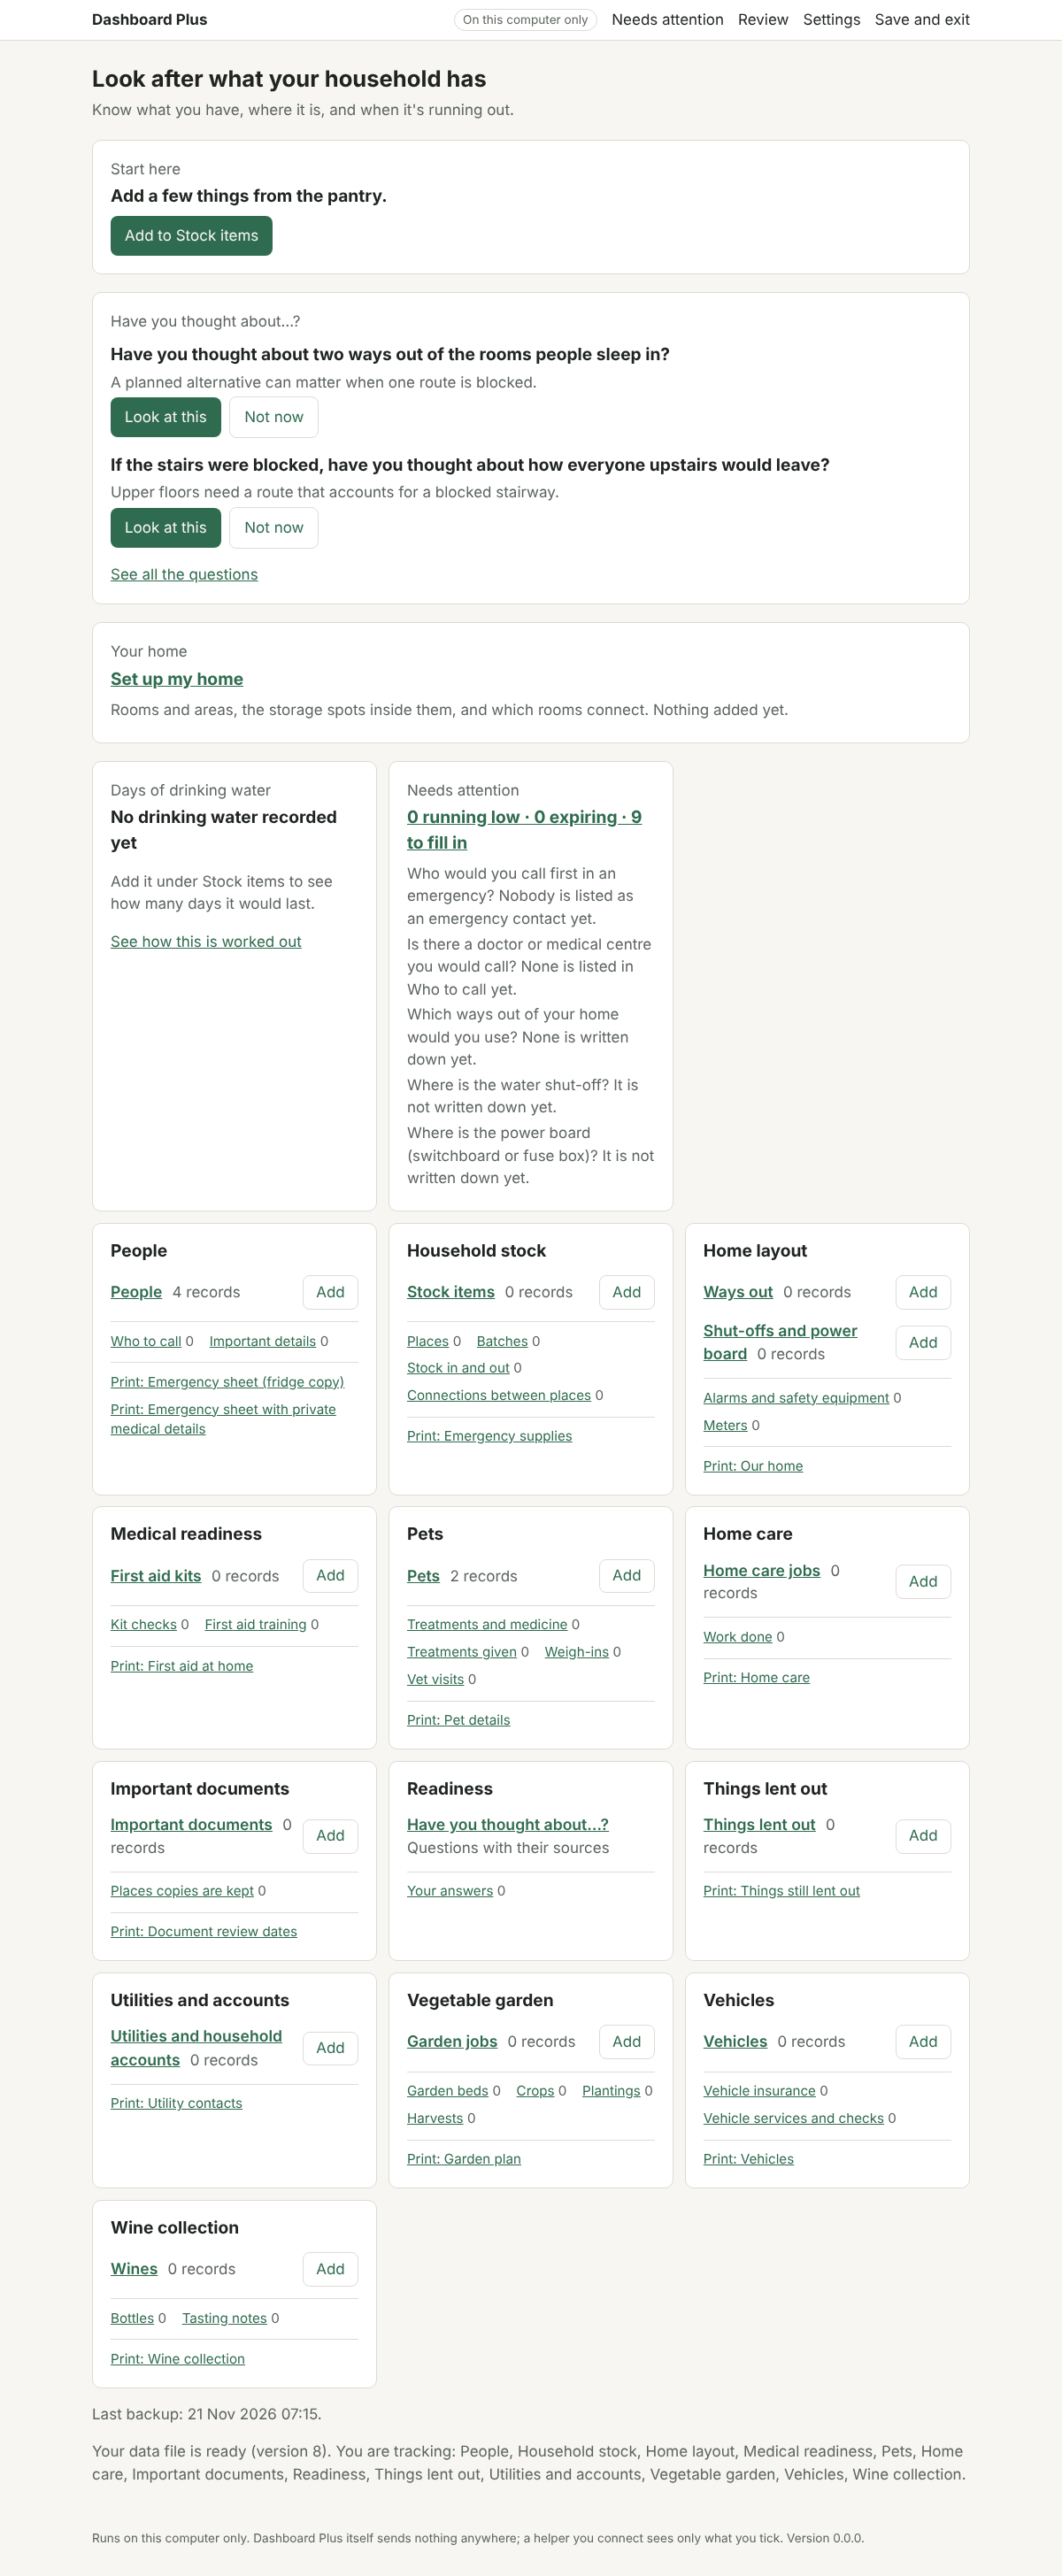 Dashboard Plus
On this computer only
Needs attention
Review
Settings
Save and exit
Look after what your household has
Know what you have, where it is, and when it's running out.
Start here
Add a few things from the pantry.
Add to Stock items
Have you thought about...?
Have you thought about two ways out of the rooms people sleep in?
A planned alternative can matter when one route is blocked.
Look at this
Not now
If the stairs were blocked, have you thought about how everyone upstairs would leave?
Upper floors need a route that accounts for a blocked stairway.
Look at this
Not now
See all the questions
Your home
Set up my home
Rooms and areas, the storage spots inside them, and which rooms connect. Nothing added yet.
Days of drinking water
No drinking water recorded
yet
Add it under Stock items to see
how many days it would last.
See how this is worked out
Needs attention
0 running low · 0 expiring · 9
to fill in
Who would you call first in an
emergency? Nobody is listed as
an emergency contact yet.
Is there a doctor or medical centre
you would call? None is listed in
Who to call yet.
Which ways out of your home
would you use? None is written
down yet.
Where is the water shut-off? It is
not written down yet.
Where is the power board
(switchboard or fuse box)? It is not
written down yet.
People
People 4 records
Add
Who to call 0 Important details 0
Print: Emergency sheet (fridge copy)
Print: Emergency sheet with private
medical details
Household stock
Stock items 0 records
Add
Places 0 Batches 0
Stock in and out 0
Connections between places 0
Print: Emergency supplies
Home layout
Ways out 0 records
Add
Shut-offs and power
board 0 records
Add
Alarms and safety equipment 0
Meters 0
Print: Our home
Medical readiness
First aid kits 0 records
Add
Kit checks 0 First aid training 0
Print: First aid at home
Pets
Pets 2 records
Add
Treatments and medicine 0
Treatments given 0 Weigh-ins 0
Vet visits 0
Print: Pet details
Home care
Home care jobs 0
records
Add
Work done 0
Print: Home care
Important documents
Important documents 0
records
Add
Places copies are kept 0
Print: Document review dates
Readiness
Have you thought about...?
Questions with their sources
Your answers 0
Things lent out
Things lent out 0
records
Add
Print: Things still lent out
Utilities and accounts
Utilities and household
accounts 0 records
Add
Print: Utility contacts
Vegetable garden
Garden jobs 0 records
Add
Garden beds 0 Crops 0 Plantings 0
Harvests 0
Print: Garden plan
Vehicles
Vehicles 0 records
Add
Vehicle insurance 0
Vehicle services and checks 0
Print: Vehicles
Wine collection
Wines 0 records
Add
Bottles 0 Tasting notes 0
Print: Wine collection
Last backup: 21 Nov 2026 07:15.
Your data file is ready (version 8). You are tracking: People, Household stock, Home layout, Medical readiness, Pets, Home
care, Important documents, Readiness, Things lent out, Utilities and accounts, Vegetable garden, Vehicles, Wine collection.
Runs on this computer only. Dashboard Plus itself sends nothing anywhere; a helper you connect sees only what you tick. Version 0.0.0.